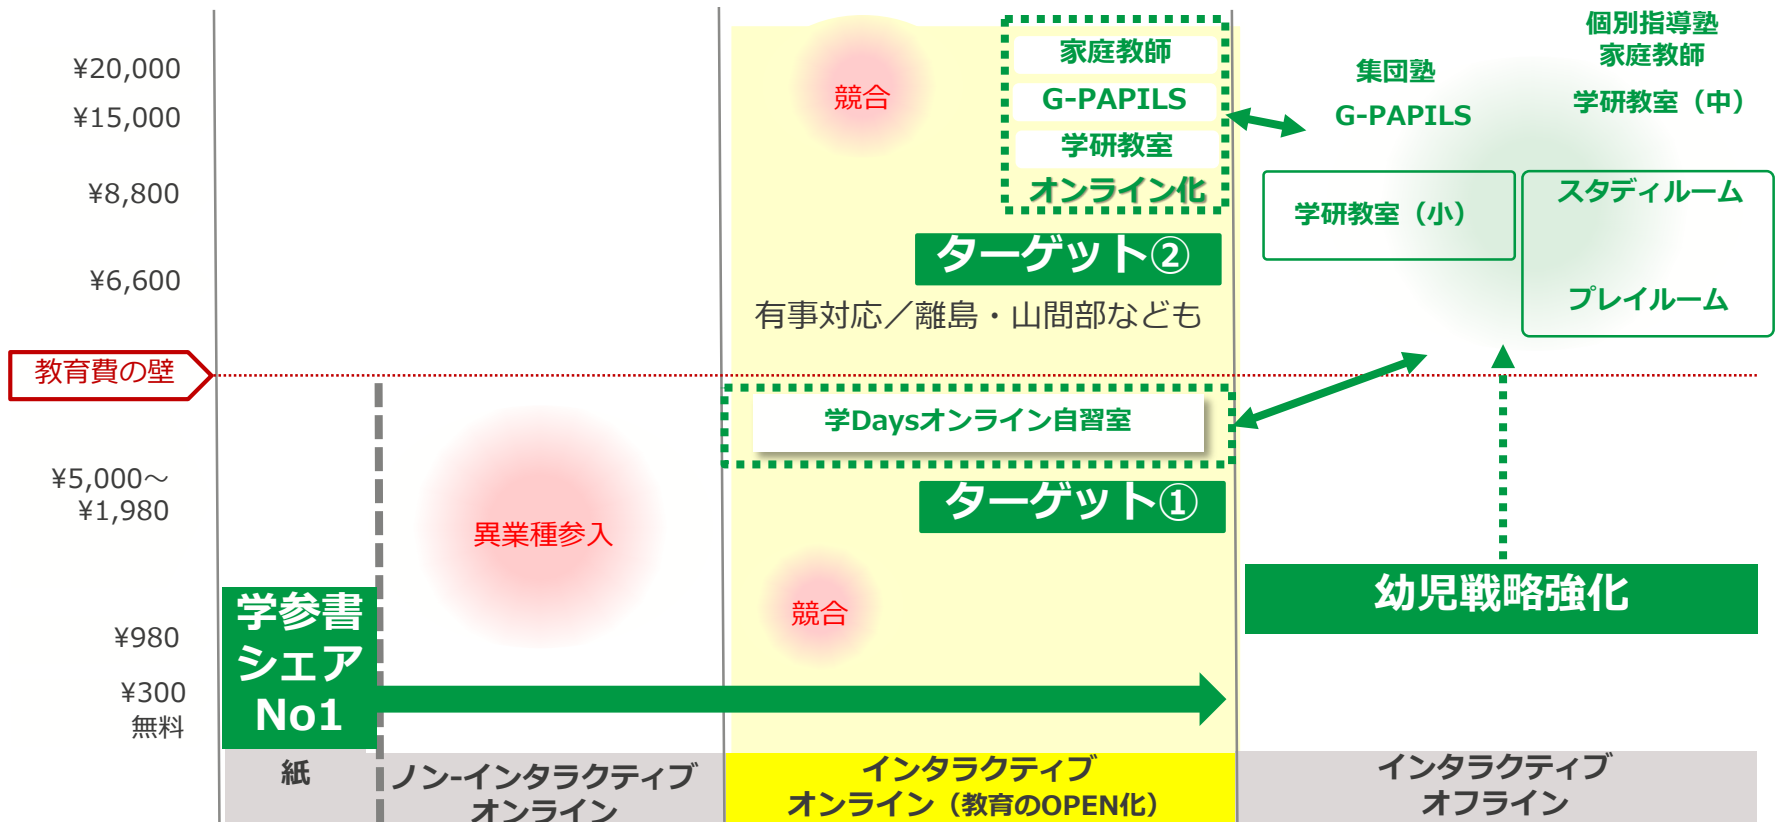 ¥20,000
¥15,000
¥8,800
¥6,600
教育費の壁
¥5,000～
¥1,980
¥980
¥300
無料
学参書
シェア
No1
紙
異業種参入
ノン-インタラクティブ
オンライン
競合
家庭教師
G-PAPILS
学研教室
オンライン化
ターゲット②
有事対応／離島・山間部なども
学Daysオンライン自習室
ターゲット①
競合
インタラクティブ
オンライン（教育のOPEN化）
集団塾
G-PAPILS
個別指導塾
家庭教師
学研教室（中）
学研教室（小）
スタディルーム
プレイルーム
幼児戦略強化
インタラクティブ
オフライン